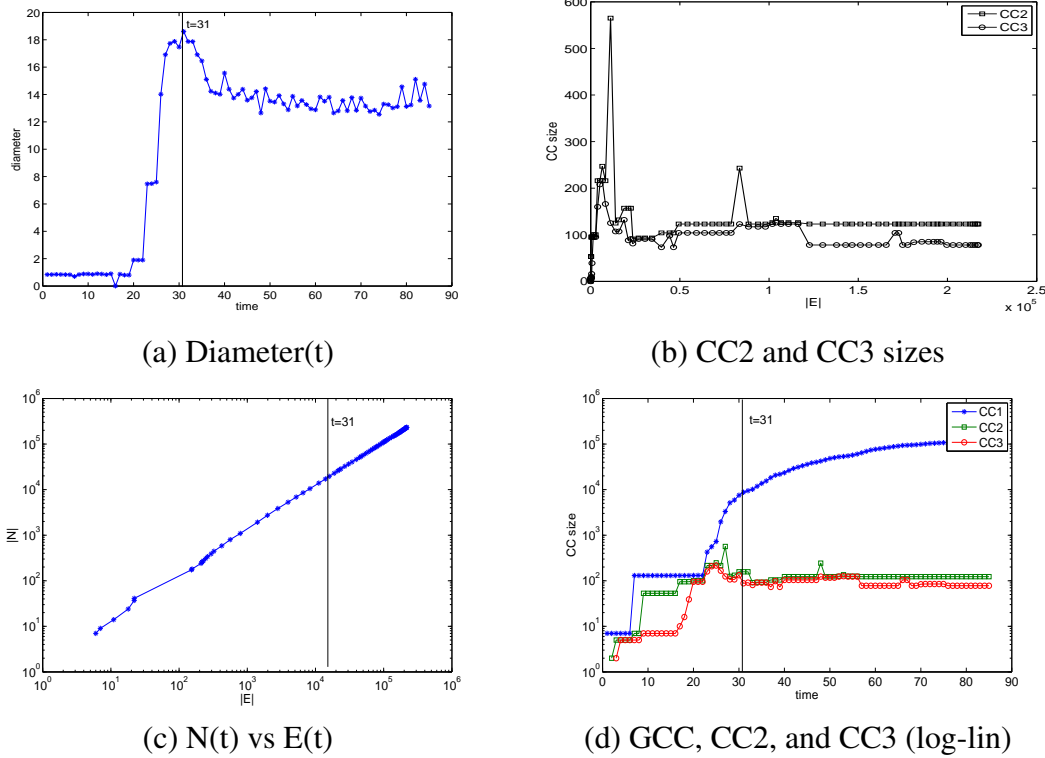 20
18
16
14
12
10
8
6
4
2
0
0 10 20 30 40 50 60 70 80 90
diameter
time
t=31
(a) Diameter(t)
600
500
400
300
200
100
0
0 0.5 1 1.5 2 2.5
x 10^5
CC size
|E|
CC2
CC3
(b) CC2 and CC3 sizes
10^6
10^5
10^4
10^3
10^2
10^1
10^0
10^0 10^1 10^2 10^3 10^4 10^5 10^6
|N|
|E|
t=31
(c) N(t) vs E(t)
10^6
10^5
10^4
10^3
10^2
10^1
10^0
0 10 20 30 40 50 60 70 80 90
CC size
time
t=31
CC1
CC2
CC3
(d) GCC, CC2, and CC3 (log-lin)